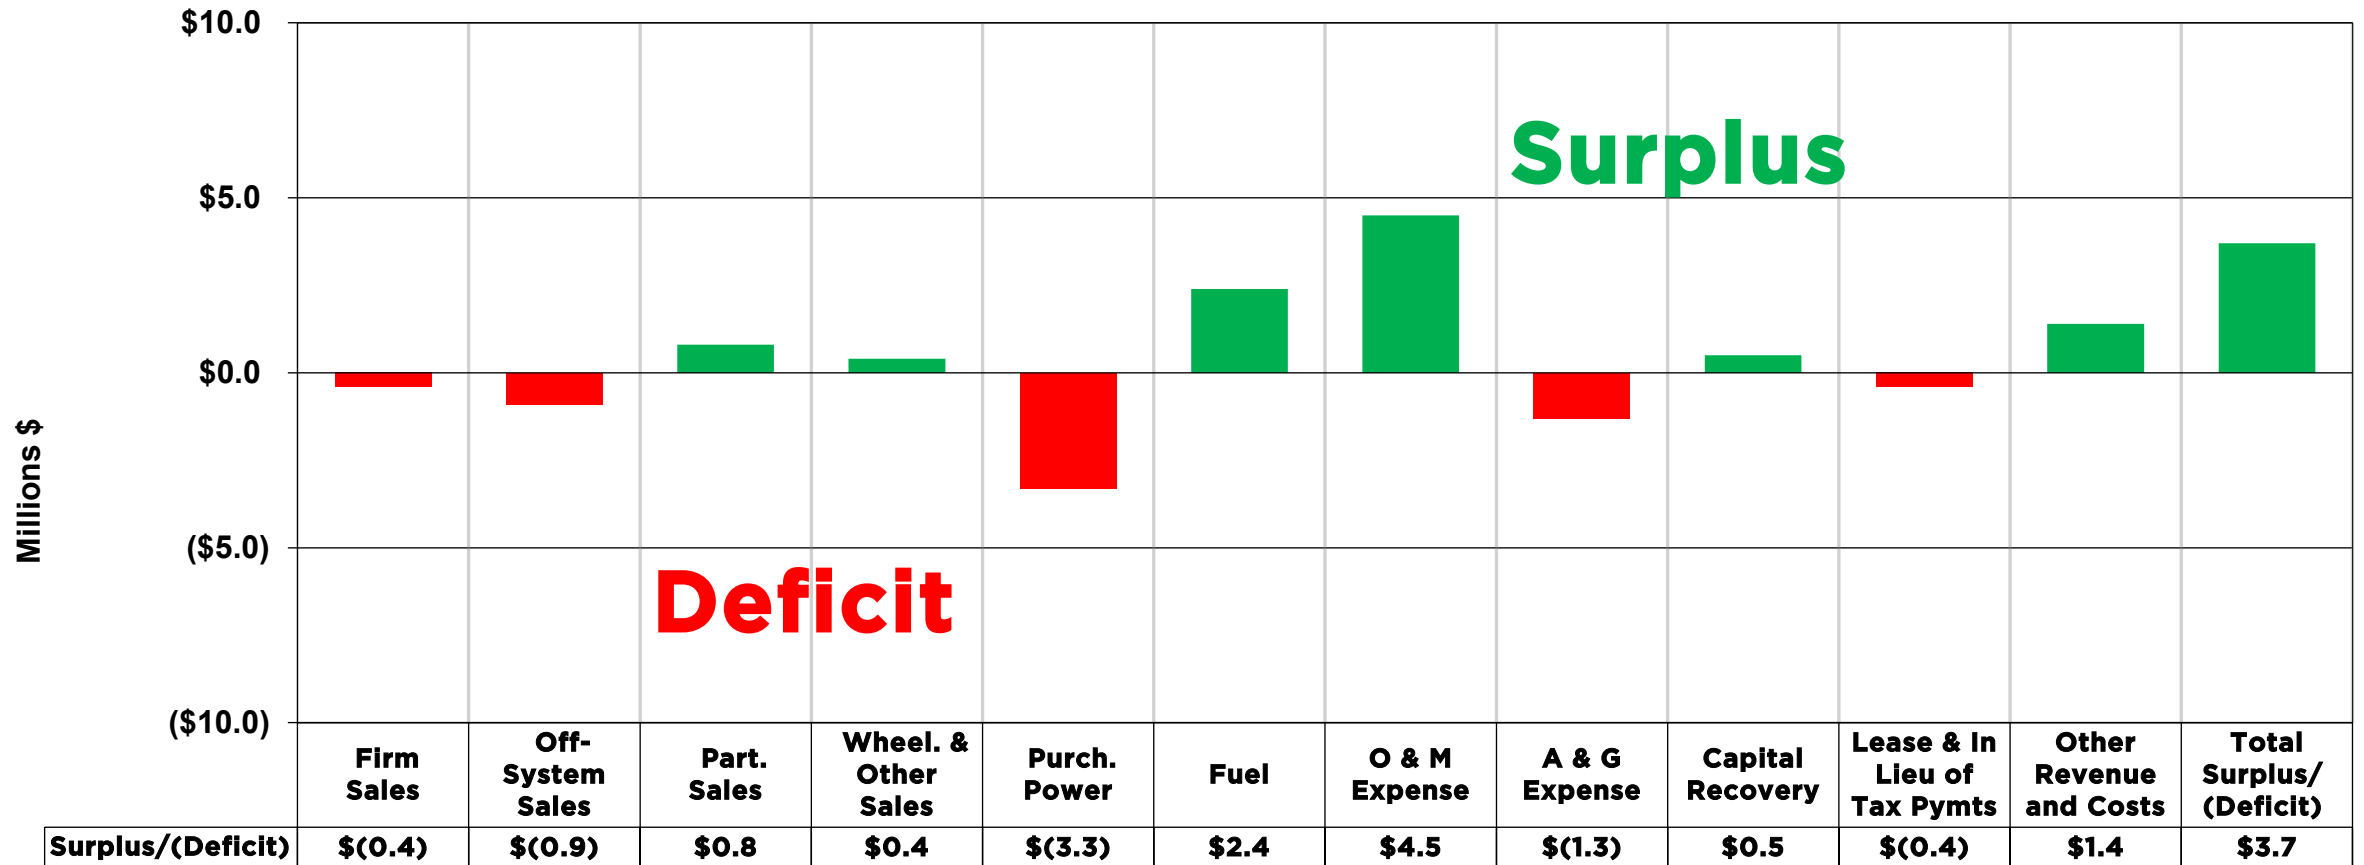 $10.0
$5.0
$0.0
($5.0)
($10.0)
Millions $
Surplus
Deficit
Firm
Sales
Off-
System
Sales
Part.
Sales
Wheel. &
Other
Sales
Purch.
Power
Fuel
O & M
Expense
A & G
Expense
Capital
Recovery
Lease & In
Lieu of
Tax Pymts
Other
Revenue
and Costs
Total
Surplus/
(Deficit)
Surplus/(Deficit) $(0.4) $(0.9) $0.8 $0.4 $(3.3) $2.4 $4.5 $(1.3) $0.5 $(0.4) $1.4 $3.7